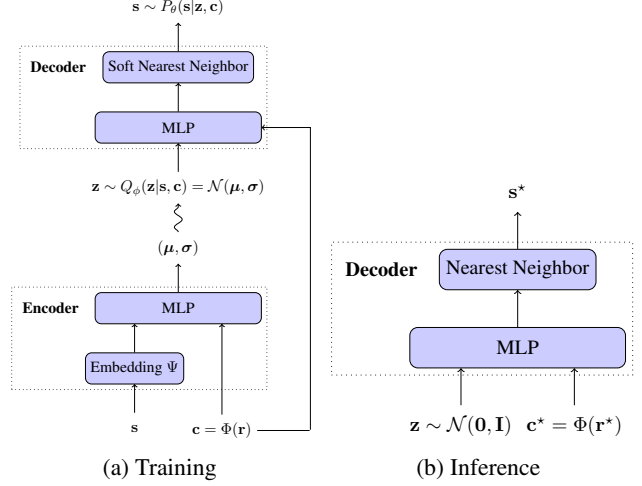 s ∼ P_θ(s|z, c)
Decoder
Soft Nearest Neighbor
MLP
z ∼ Q_ϕ(z|s, c) = 𝒩(μ, σ)
(μ, σ)
Encoder
MLP
Embedding Ψ
s
c = Φ(r)
(a) Training
s⋆
Decoder
Nearest Neighbor
MLP
z ∼ 𝒩(0, I)
c⋆ = Φ(r⋆)
(b) Inference